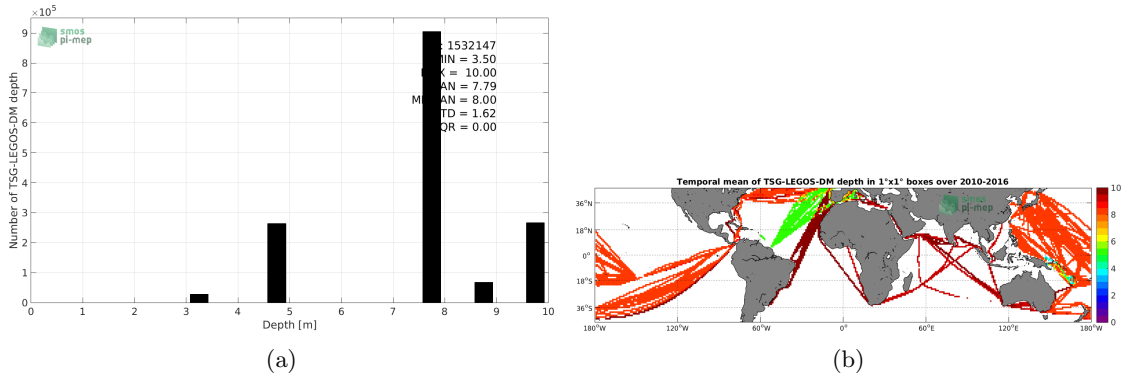 ×10⁵
smos
pi-mep
9
8
7
6
5
4
3
2
1
0
Number of TSG-LEGOS-DM depth
: 1532147
MIN = 3.50
X = 10.00
AN = 7.79
M AN = 8.00
TD = 1.62
QR = 0.00
0 1 2 3 4 5 6 7 8 9 10
Depth [m]
(a)
Temporal mean of TSG-LEGOS-DM depth in 1°x1° boxes over 2010-2016
smos
pi-mep
36°N
18°N
0°
18°S
36°S
180°W 120°W 60°W 0° 60°E 120°E 180°W
10
8
6
4
2
0
(b)